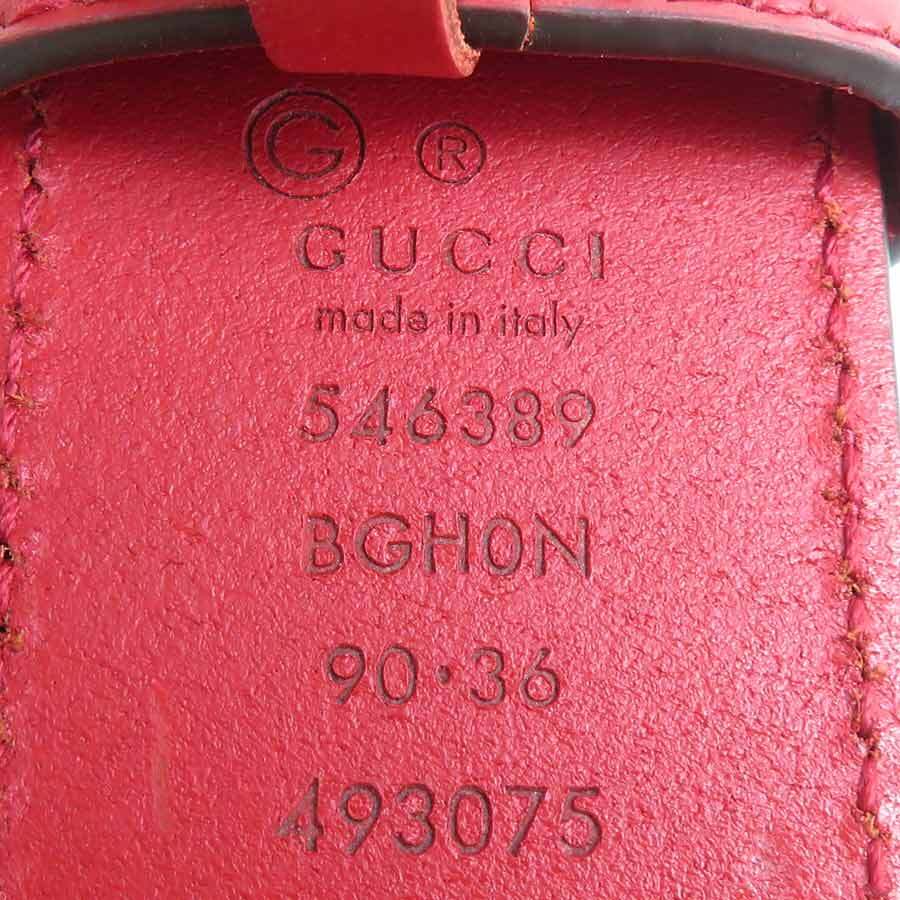 G ®
GUCCI
made in italy
546389
BGH0N
90·36
493075